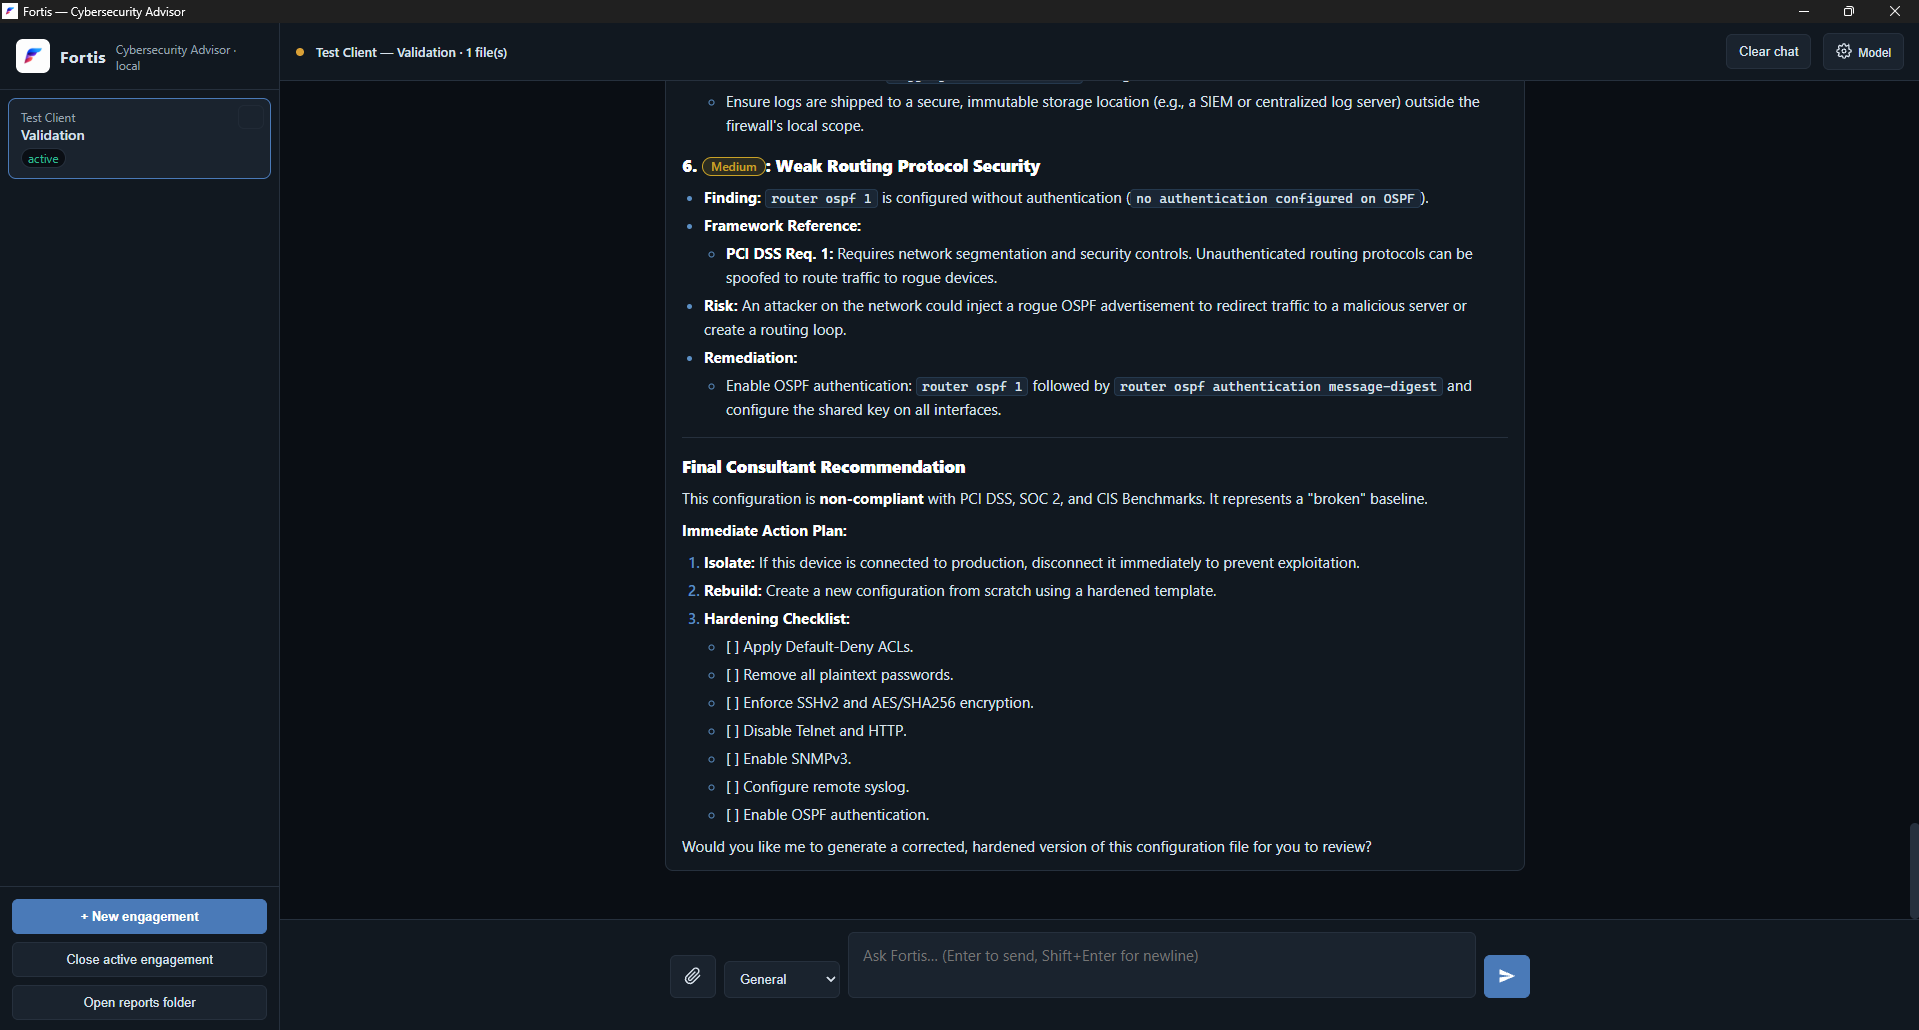 Fortis — Cybersecurity Advisor
Fortis
Cybersecurity Advisor ·
local
Test Client
Validation
active
Test Client — Validation · 1 file(s)
Clear chat
Model
Ensure logs are shipped to a secure, immutable storage location (e.g., a SIEM or centralized log server) outside the
firewall's local scope.
6. Medium: Weak Routing Protocol Security
Finding: router ospf 1 is configured without authentication ( no authentication configured on OSPF ).
Framework Reference:
PCI DSS Req. 1: Requires network segmentation and security controls. Unauthenticated routing protocols can be
spoofed to route traffic to rogue devices.
Risk: An attacker on the network could inject a rogue OSPF advertisement to redirect traffic to a malicious server or
create a routing loop.
Remediation:
Enable OSPF authentication: router ospf 1 followed by router ospf authentication message-digest and
configure the shared key on all interfaces.
Final Consultant Recommendation
This configuration is non-compliant with PCI DSS, SOC 2, and CIS Benchmarks. It represents a "broken" baseline.
Immediate Action Plan:
1. Isolate: If this device is connected to production, disconnect it immediately to prevent exploitation.
2. Rebuild: Create a new configuration from scratch using a hardened template.
3. Hardening Checklist:
[ ] Apply Default-Deny ACLs.
[ ] Remove all plaintext passwords.
[ ] Enforce SSHv2 and AES/SHA256 encryption.
[ ] Disable Telnet and HTTP.
[ ] Enable SNMPv3.
[ ] Configure remote syslog.
[ ] Enable OSPF authentication.
Would you like me to generate a corrected, hardened version of this configuration file for you to review?
+ New engagement
Close active engagement
Open reports folder
General
Ask Fortis... (Enter to send, Shift+Enter for newline)